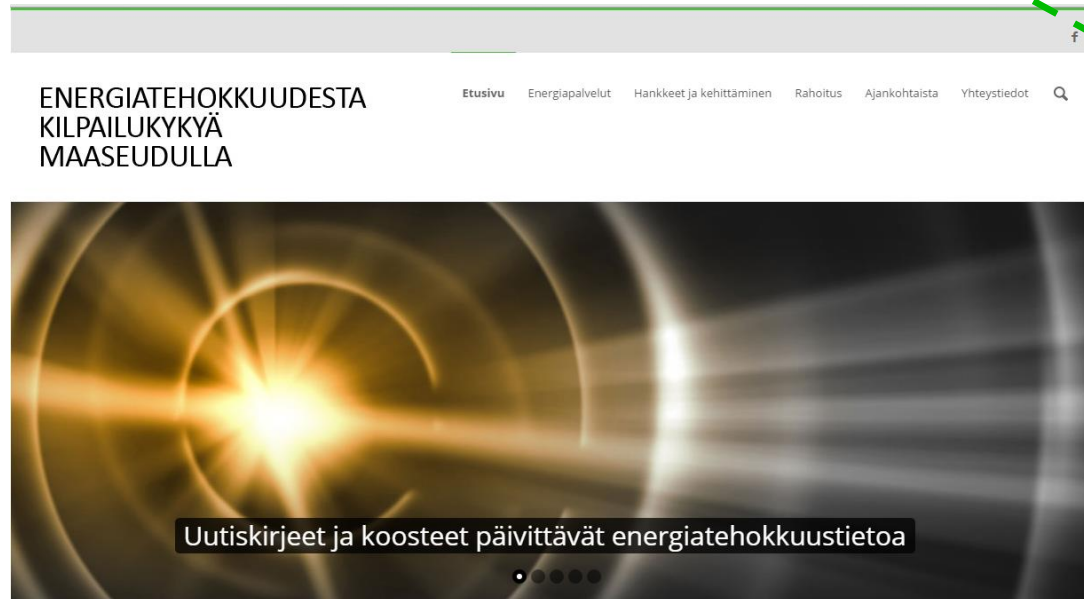 f
ENERGIATEHOKKUUDESTA
KILPAILUKYKYÄ
MAASEUDULLA
Etusivu Energiapalvelut Hankkeet ja kehittäminen Rahoitus Ajankohtaista Yhteystiedot
Uutiskirjeet ja koosteet päivittävät energiatehokkuustietoa